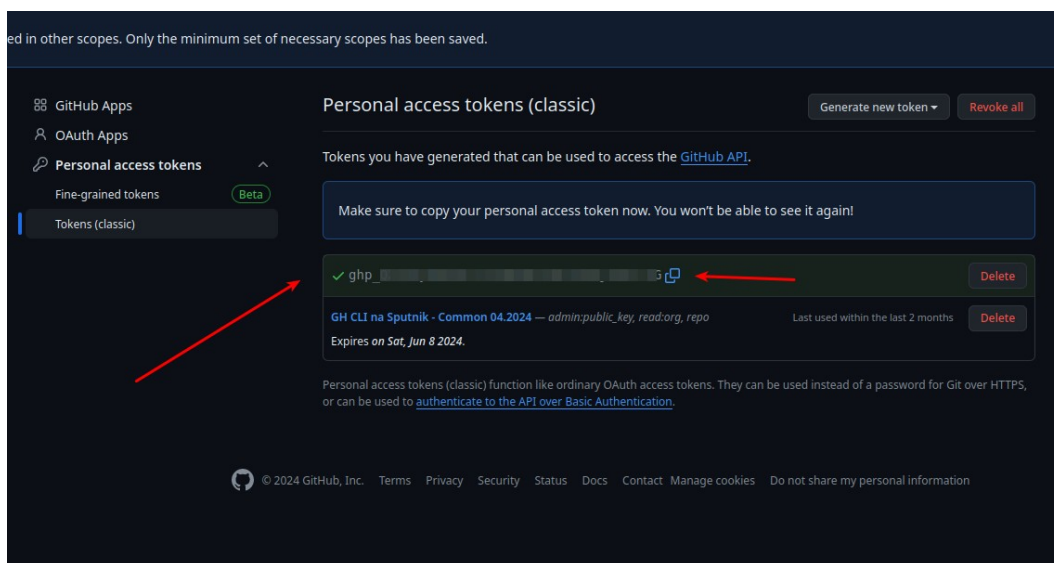 ed in other scopes. Only the minimum set of necessary scopes has been saved.
GitHub Apps
OAuth Apps
Personal access tokens
Fine-grained tokens Beta
Tokens (classic)
Personal access tokens (classic) Generate new token Revoke all
Tokens you have generated that can be used to access the GitHub API.
Make sure to copy your personal access token now. You won't be able to see it again!
ghp_ Delete
GH CLI na Sputnik - Common 04.2024 — admin:public_key, read:org, repo Last used within the last 2 months Delete
Expires on Sat, Jun 8 2024.
Personal access tokens (classic) function like ordinary OAuth access tokens. They can be used instead of a password for Git over HTTPS,
or can be used to authenticate to the API over Basic Authentication.
© 2024 GitHub, Inc. Terms Privacy Security Status Docs Contact Manage cookies Do not share my personal information